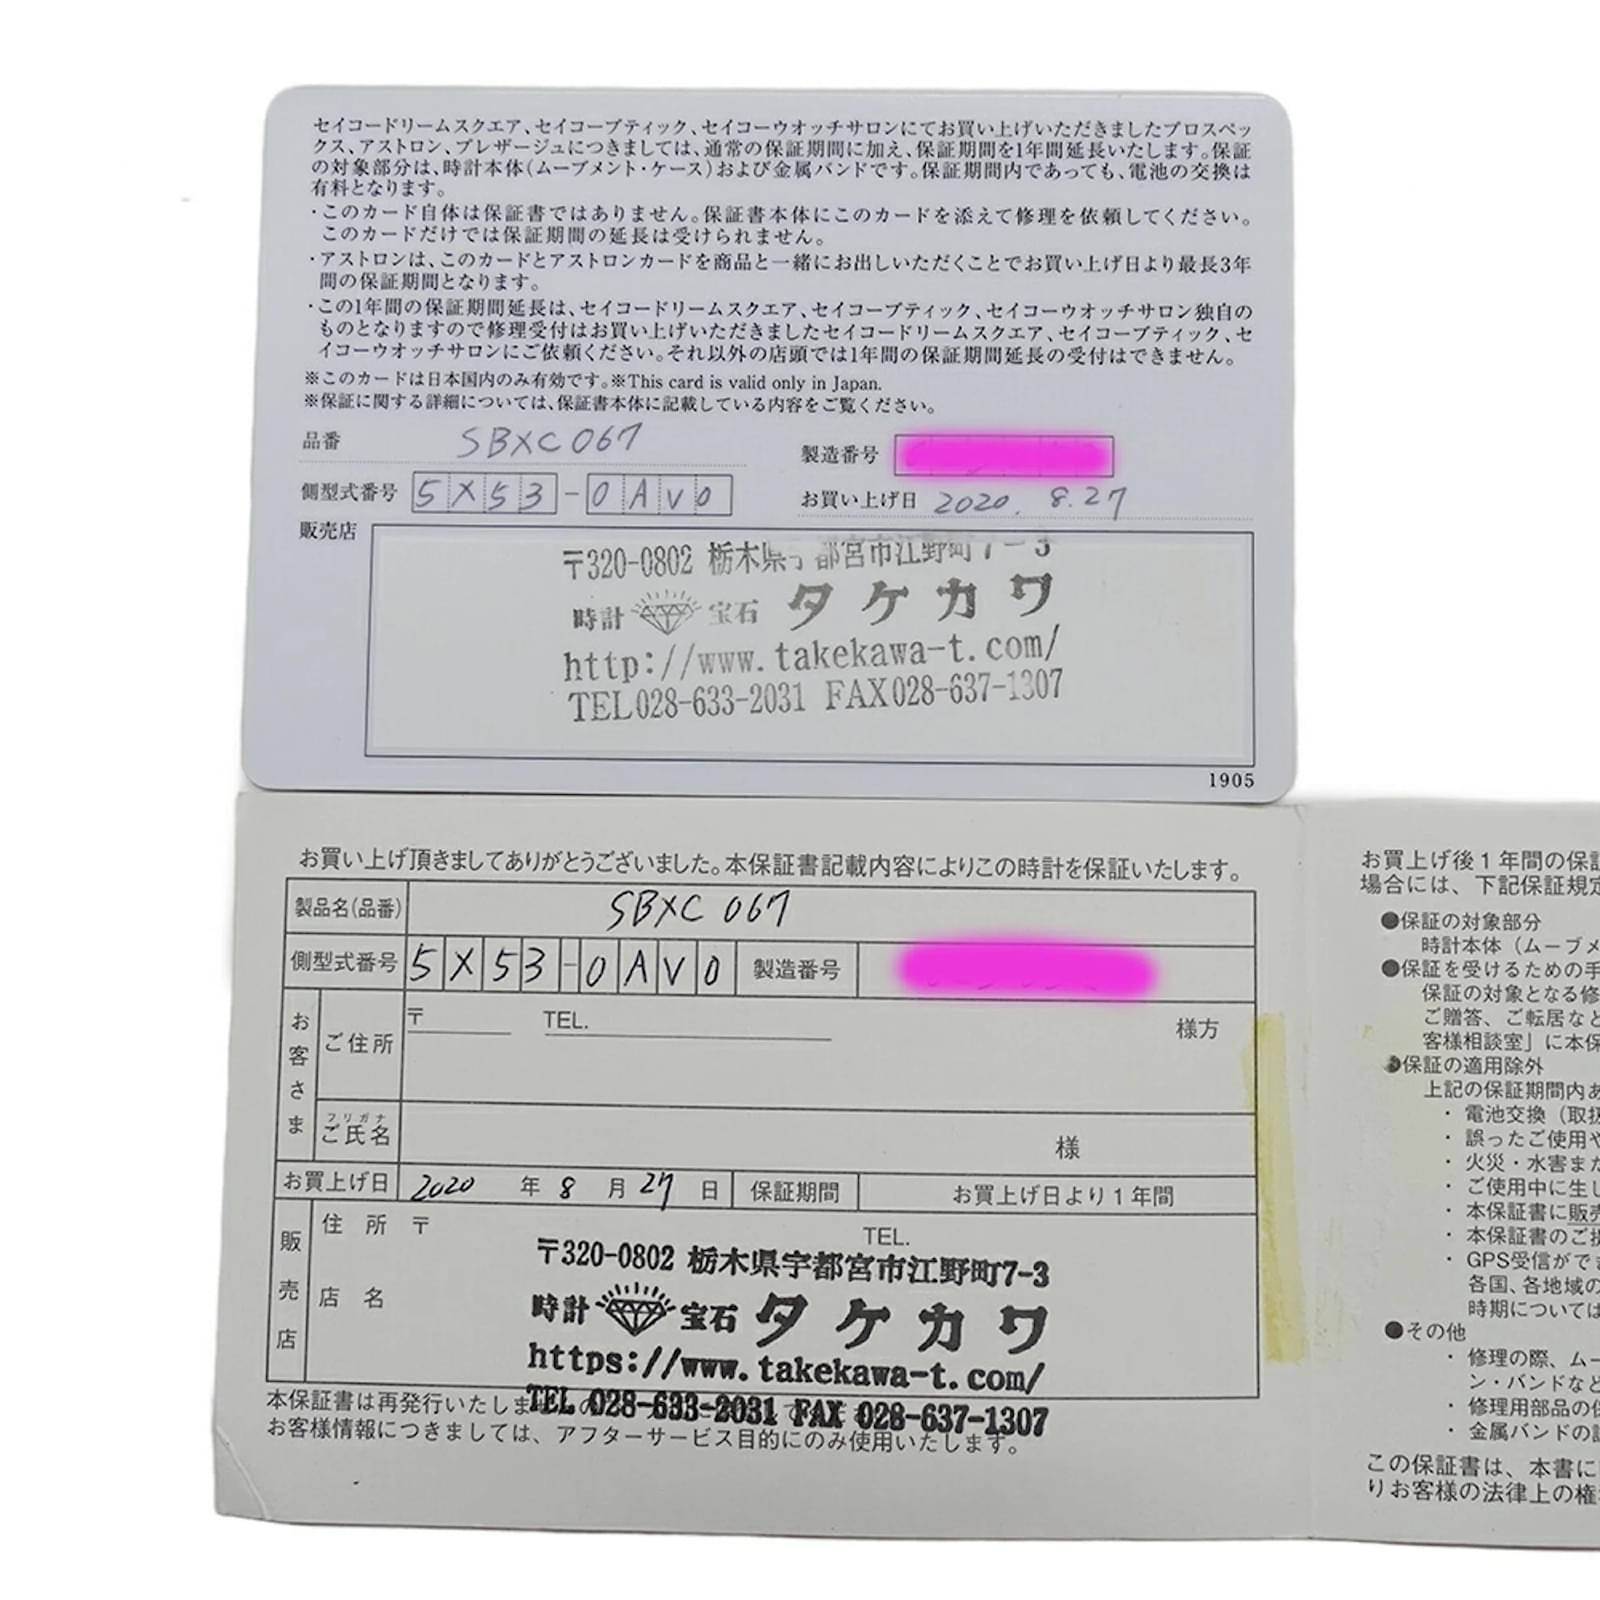 セイコードリームスクエア、セイコーブティック、セイコーウオッチサロンにてお買い上げいただきましたプロスペッ
クス、アストロン、プレザージュにつきましては、通常の保証期間に加え、保証期間を1年間延長いたします。保証
の対象部分は、時計本体(ムーブメント・ケース)および金属バンドです。保証期間内であっても、電池の交換は
有料となります。
・このカード自体は保証書ではありません。保証書本体にこのカードを添えて修理を依頼してください。
このカードだけでは保証期間の延長は受けられません。
・アストロンは、このカードとアストロンカードを商品と一緒にお出しいただくことでお買い上げ日より最長3年
間の保証期間となります。
・この1年間の保証期間延長は、セイコードリームスクエア、セイコーブティック、セイコーウオッチサロン独自の
ものとなりますので修理受付はお買い上げいただきましたセイコードリームスクエア、セイコーブティック、セ
イコーウオッチサロンにご依頼ください。それ以外の店頭では1年間の保証期間延長の受付はできません。
※このカードは日本国内のみ有効です。※This card is valid only in Japan.
※保証に関する詳細については、保証書本体に記載している内容をご覧ください。
品番 SBXC067 製造番号
側型式番号 5X53-0AV0 お買い上げ日 2020. 8.27
販売店
〒320-0802 栃木県宇都宮市江野町7-3
時計 宝石 タケカワ
http://www.takekawa-t.com/
TEL028-633-2031 FAX028-637-1307
1905
お買い上げ頂きましてありがとうございました。本保証書記載内容によりこの時計を保証いたします。
製品名(品番) SBXC067
側型式番号 5X53-0AV0 製造番号
お客さま
ご住所 〒 TEL. 様方
フリガナ
ご氏名 様
お買上げ日 2020 年 8 月 27 日 保証期間 お買上げ日より1年間
販売店
住所 〒 TEL.
〒320-0802 栃木県宇都宮市江野町7-3
店名 時計 宝石 タケカワ
https://www.takekawa-t.com/
TEL 028-633-2031 FAX 028-637-1307
本保証書は再発行いたしませ
お客様情報につきましては、アフターサービス目的にのみ使用いたします。
お買上げ後1年間の保証
場合には、下記保証規定
●保証の対象部分
時計本体(ムーブメ
●保証を受けるための手
保証の対象となる修
ご贈答、ご転居など
客様相談室」に本保
●保証の適用除外
上記の保証期間内あ
・電池交換(取扱
・誤ったご使用や
・火災・水害また
・ご使用中に生し
・本保証書に販売
・本保証書のご提
・GPS受信ができ
各国、各地域の
時期については
●その他
・修理の際、ムー
ン・バンドなど
・修理用部品の保
・金属バンドの
この保証書は、本書に
りお客様の法律上の権